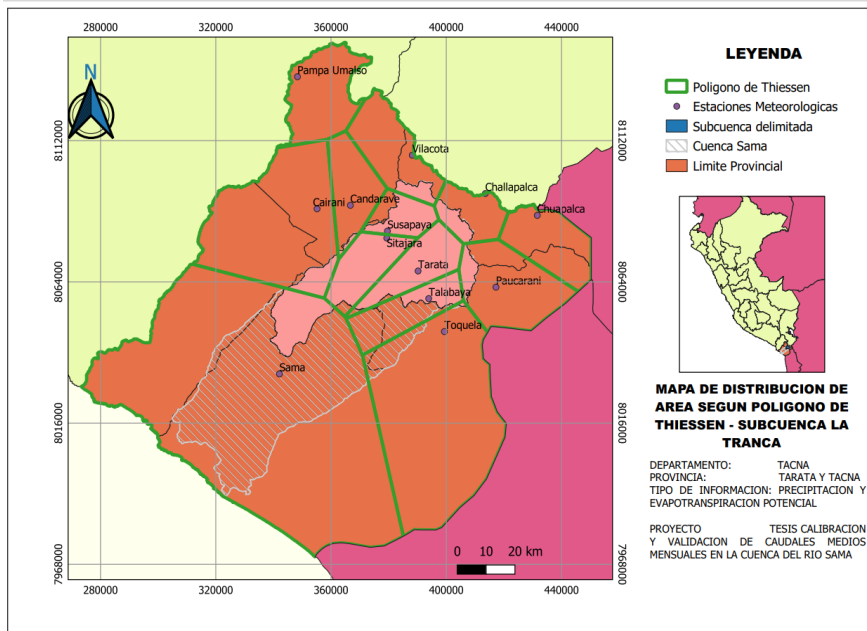 280000 320000 360000 400000 440000
N
8112000
8064000
8016000
7968000
Pampa Umalso
Vilacota
Challapalca
Chuapalca
Cairani
Candarave
Susapaya
Sitajara
Tarata
Paucarani
Talabaya
Toquela
Sama
0 10 20 km
8112000
8064000
8016000
7968000
280000 320000 360000 400000 440000
LEYENDA
Poligono de Thiessen
Estaciones Meteorologicas
Subcuenca delimitada
Cuenca Sama
Limite Provincial
MAPA DE DISTRIBUCION DE
AREA SEGUN POLIGONO DE
THIESSEN - SUBCUENCA LA
TRANCA
DEPARTAMENTO: TACNA
PROVINCIA: TARATA Y TACNA
TIPO DE INFORMACION: PRECIPITACION Y
EVAPOTRANSPIRACION POTENCIAL
PROYECTO TESIS CALIBRACION
Y VALIDACION DE CAUDALES MEDIOS
MENSUALES EN LA CUENCA DEL RIO SAMA